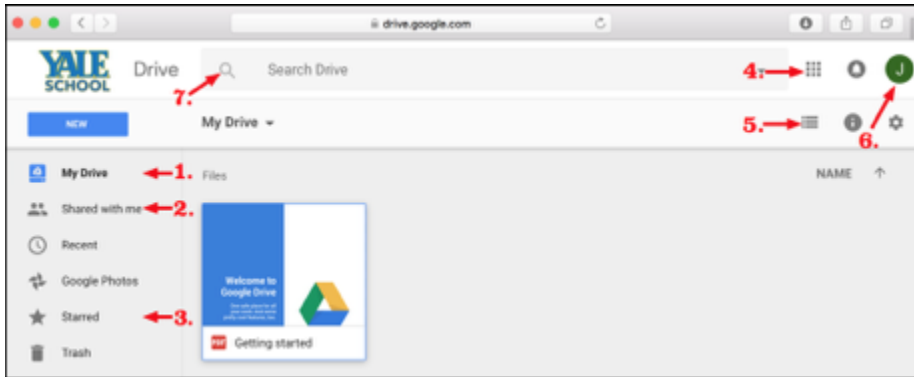 drive.google.com
YALE
SCHOOL
Drive
Search Drive
4.
7.
NEW
My Drive
5.
6.
J
My Drive
1.
Files
NAME
Shared with me
2.
Recent
Google Photos
Starred
3.
Trash
Welcome to
Google Drive
PDF
Getting started